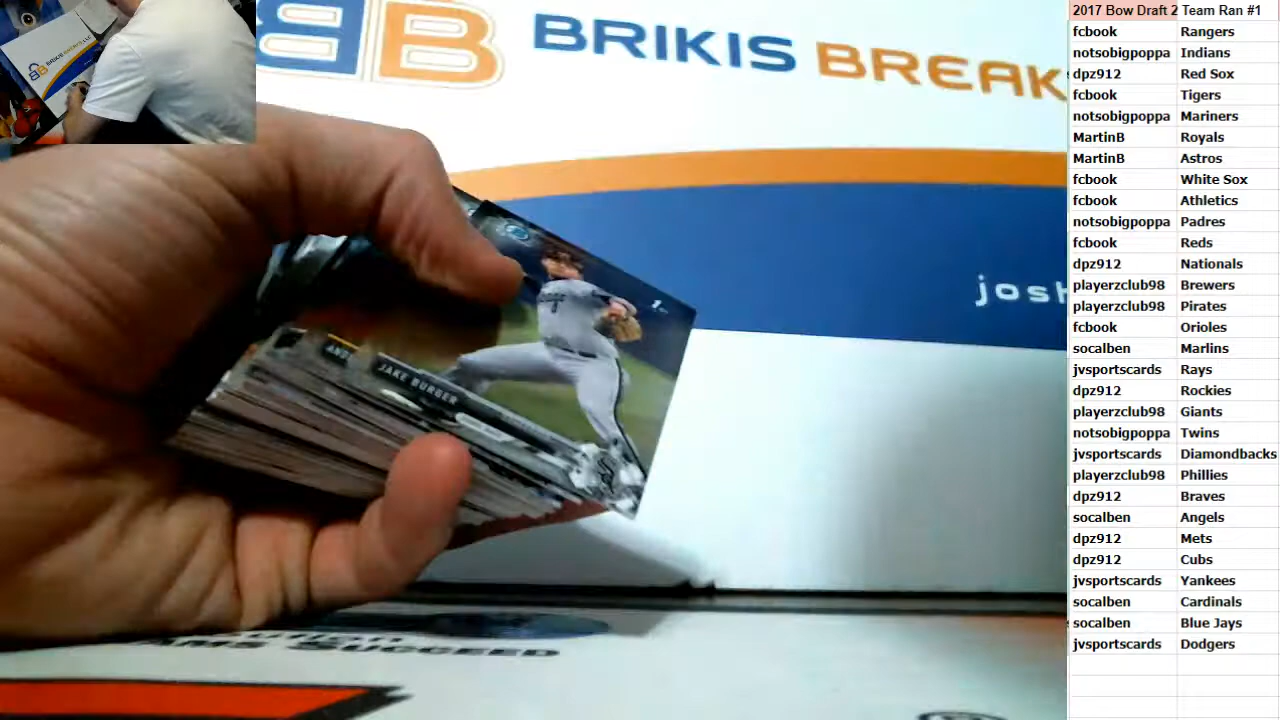 BRIKIS BREAK
josh
JAKE BURGER
AMS SUCCEED
2017 Bow Draft 2 Team Ran #1
fcbook Rangers
notsobigpoppa Indians
dpz912 Red Sox
fcbook Tigers
notsobigpoppa Mariners
MartinB Royals
MartinB Astros
fcbook White Sox
fcbook Athletics
notsobigpoppa Padres
fcbook Reds
dpz912 Nationals
playerzclub98 Brewers
playerzclub98 Pirates
fcbook Orioles
socalben Marlins
jvsportscards Rays
dpz912 Rockies
playerzclub98 Giants
notsobigpoppa Twins
jvsportscards Diamondbacks
playerzclub98 Phillies
dpz912 Braves
socalben Angels
dpz912 Mets
dpz912 Cubs
jvsportscards Yankees
socalben Cardinals
socalben Blue Jays
jvsportscards Dodgers